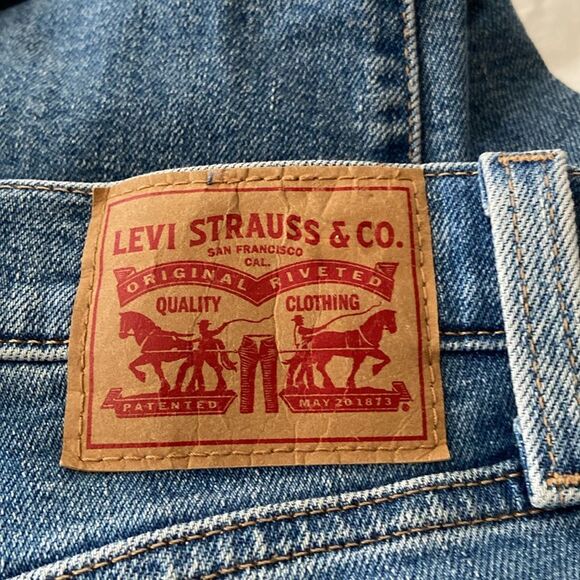 LEVI STRAUSS & CO.
SAN FRANCISCO
CAL.
ORIGINAL RIVETED
QUALITY CLOTHING
PATENTED MAY 20 1873 ®